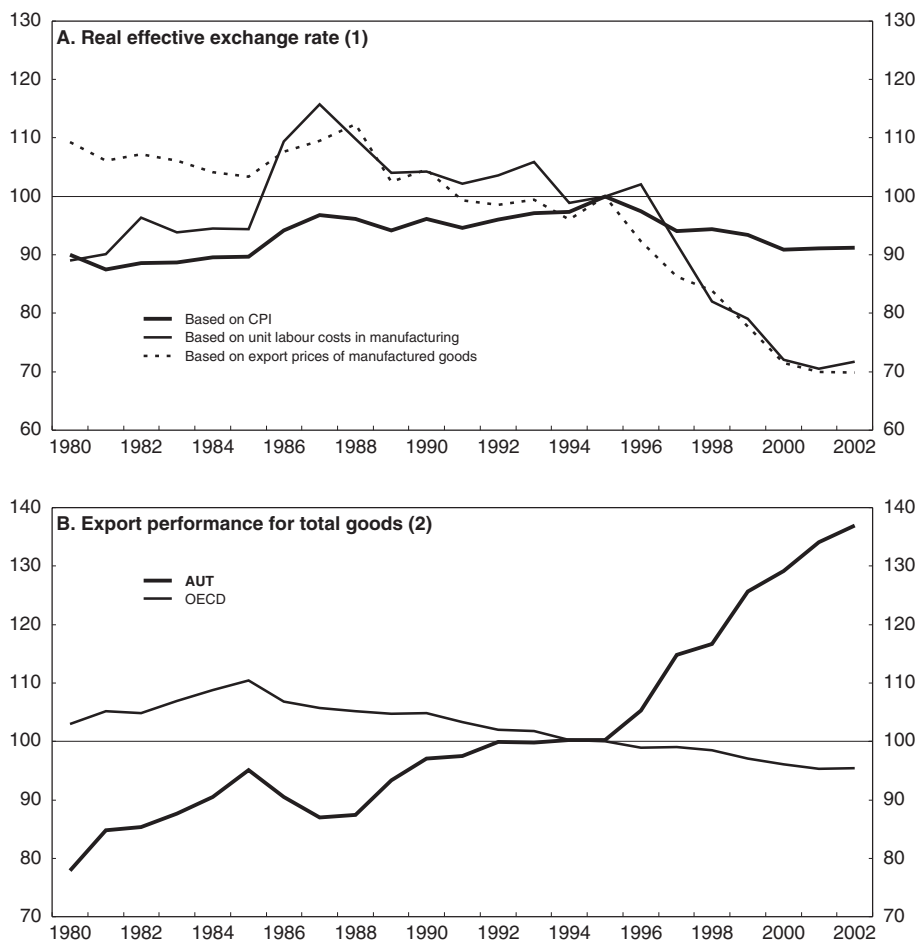 A. Real effective exchange rate (1)
130 130
120 120
110 110
100 100
90 90
80 80
70 70
60 60
Based on CPI
Based on unit labour costs in manufacturing
Based on export prices of manufactured goods
1980 1982 1984 1986 1988 1990 1992 1994 1996 1998 2000 2002
B. Export performance for total goods (2)
140 140
130 130
120 120
110 110
100 100
90 90
80 80
70 70
AUT
OECD
1980 1982 1984 1986 1988 1990 1992 1994 1996 1998 2000 2002